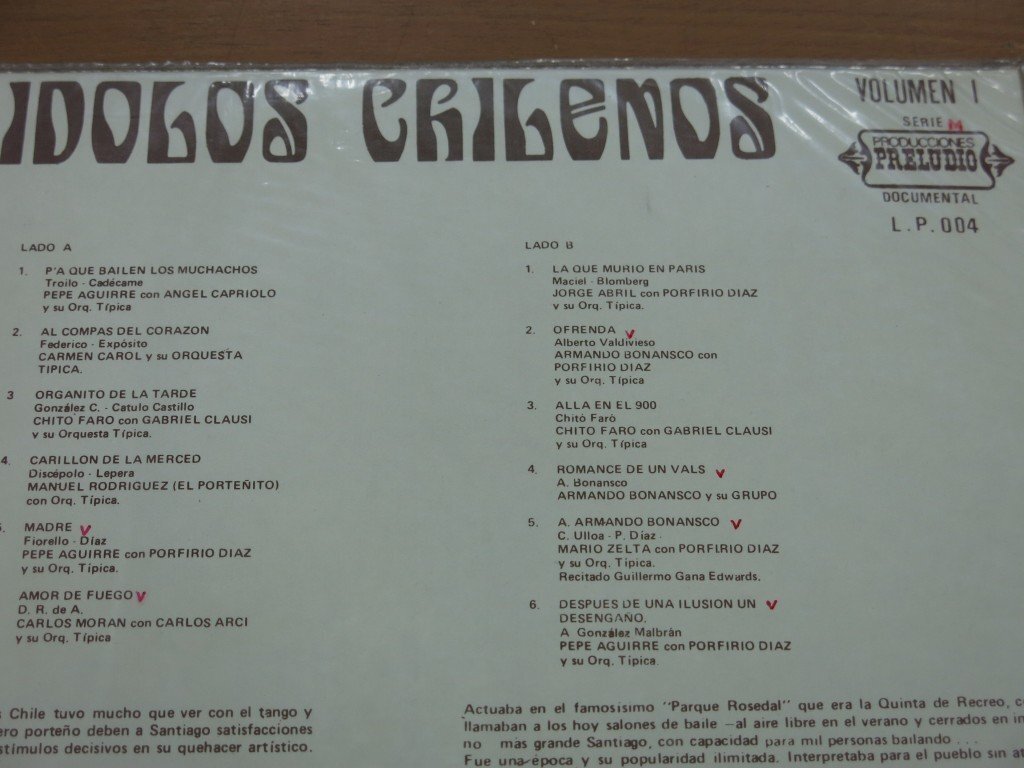 IDOLOS CHILENOS
VOLUMEN I
SERIE M
PRODUCCIONES
PRELUDIO
DOCUMENTAL
L.P. 004
LADO A
1. P'A QUE BAILEN LOS MUCHACHOS
Troilo - Cadécame
PEPE AGUIRRE con ANGEL CAPRIOLO
y su Orq. Típica
2. AL COMPAS DEL CORAZON
Federico - Expósito
CARMEN CAROL y su ORQUESTA
TIPICA.
3 ORGANITO DE LA TARDE
González C. - Catulo Castillo
CHITO FARO con GABRIEL CLAUSI
y su Orquesta Típica.
4. CARILLON DE LA MERCED
Discépolo - Lepera
MANUEL RODRIGUEZ (EL PORTEÑITO)
con Orq. Típica.
5. MADRE
Fiorello - Díaz
PEPE AGUIRRE con PORFIRIO DIAZ
y su Orq. Típica.
AMOR DE FUEGO
D. R. de A.
CARLOS MORAN con CARLOS ARCI
y su Orq. Típica
LADO B
1. LA QUE MURIO EN PARIS
Maciel - Blomberg
JORGE ABRIL con PORFIRIO DIAZ
y su Orq. Típica.
2. OFRENDA
Alberto Valdivieso
ARMANDO BONANSCO con
PORFIRIO DIAZ
y su Orq. Típica
3. ALLA EN EL 900
Chitó Faró
CHITO FARO con GABRIEL CLAUSI
y su Orq. Típica
4. ROMANCE DE UN VALS
A. Bonansco
ARMANDO BONANSCO y su GRUPO
5. A. ARMANDO BONANSCO
C. Ulloa - P. Díaz -
MARIO ZELTA con PORFIRIO DIAZ
y su Orq. Típica.
Recitado Guillermo Gana Edwards.
6. DESPUES DE UNA ILUSION UN
DESENGAÑO.
A González Malbrán
PEPE AGUIRRE con PORFIRIO DIAZ
y su Orq. Típica.
Chile tuvo mucho que ver con el tango y
porteño deben a Santiago satisfacciones
estímulos decisivos en su quehacer artístico.
Actuaba en el famosísimo "Parque Rosedal" que era la Quinta de Recreo,
llamaban a los hoy salones de baile —al aire libre en el verano y cerrados en
no más grande Santiago, con capacidad para mil personas bailando . . .
Fue una época y su popularidad ilimitada. Interpretaba para el pueblo sin